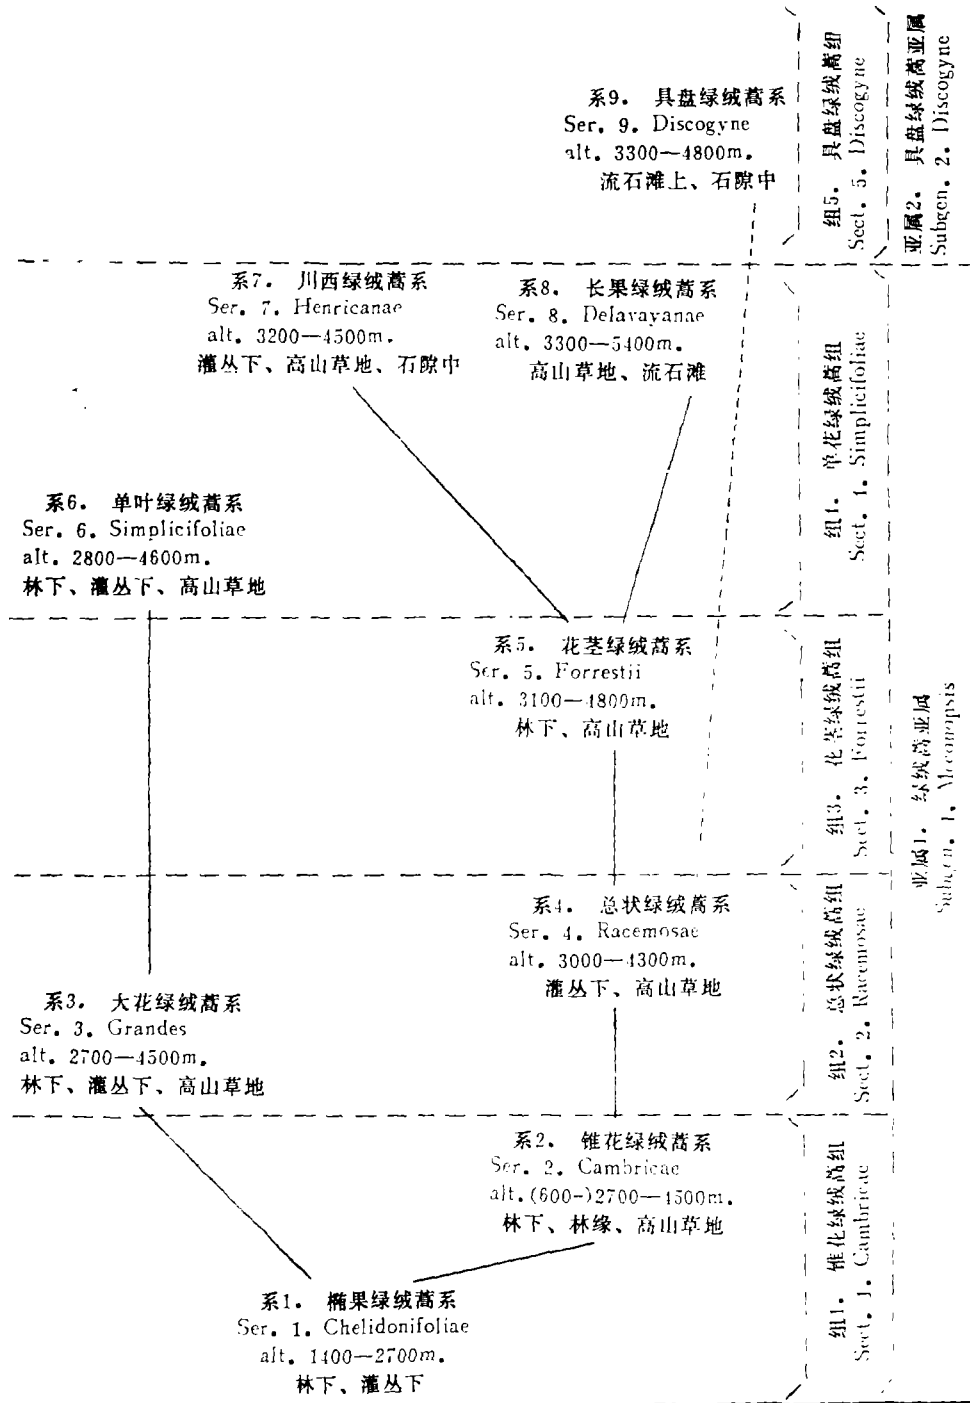 系9. 具盘绿绒蒿系
Ser. 9. Discogyne
alt. 3300—4800m.
流石滩上、石隙中
组5. 具盘绿绒蒿组
Sect. 5. Discogyne
亚属2. 具盘绿绒蒿亚属
Subgen. 2. Discogyne
系7. 川西绿绒蒿系
Ser. 7. Henricanae
alt. 3200—4500m.
灌丛下、高山草地、石隙中
系8. 长果绿绒蒿系
Ser. 8. Delavayanae
alt. 3300—5400m.
高山草地、流石滩
组4. 单花绿绒蒿组
Sect. 4. Simplicifoliae
系6. 单叶绿绒蒿系
Ser. 6. Simplicifoliae
alt. 2800—4600m.
林下、灌丛下、高山草地
系5. 花茎绿绒蒿系
Ser. 5. Forrestii
alt. 3100—4800m.
林下、高山草地
组3. 花茎绿绒蒿组
Sect. 3. Forrestii
亚属1. 绿绒蒿亚属
Subgen. 1. Meconopsis
系4. 总状绿绒蒿系
Ser. 4. Racemosae
alt. 3000—4300m.
灌丛下、高山草地
组2. 总状绿绒蒿组
Sect. 2. Racemosae
系3. 大花绿绒蒿系
Ser. 3. Grandes
alt. 2700—4500m.
林下、灌丛下、高山草地
系2. 锥花绿绒蒿系
Ser. 2. Cambricae
alt.(600-)2700—4500m.
林下、林缘、高山草地
组1. 锥花绿绒蒿组
Sect. 1. Cambricae
系1. 椭果绿绒蒿系
Ser. 1. Chelidonifoliae
alt. 1400—2700m.
林下、灌丛下